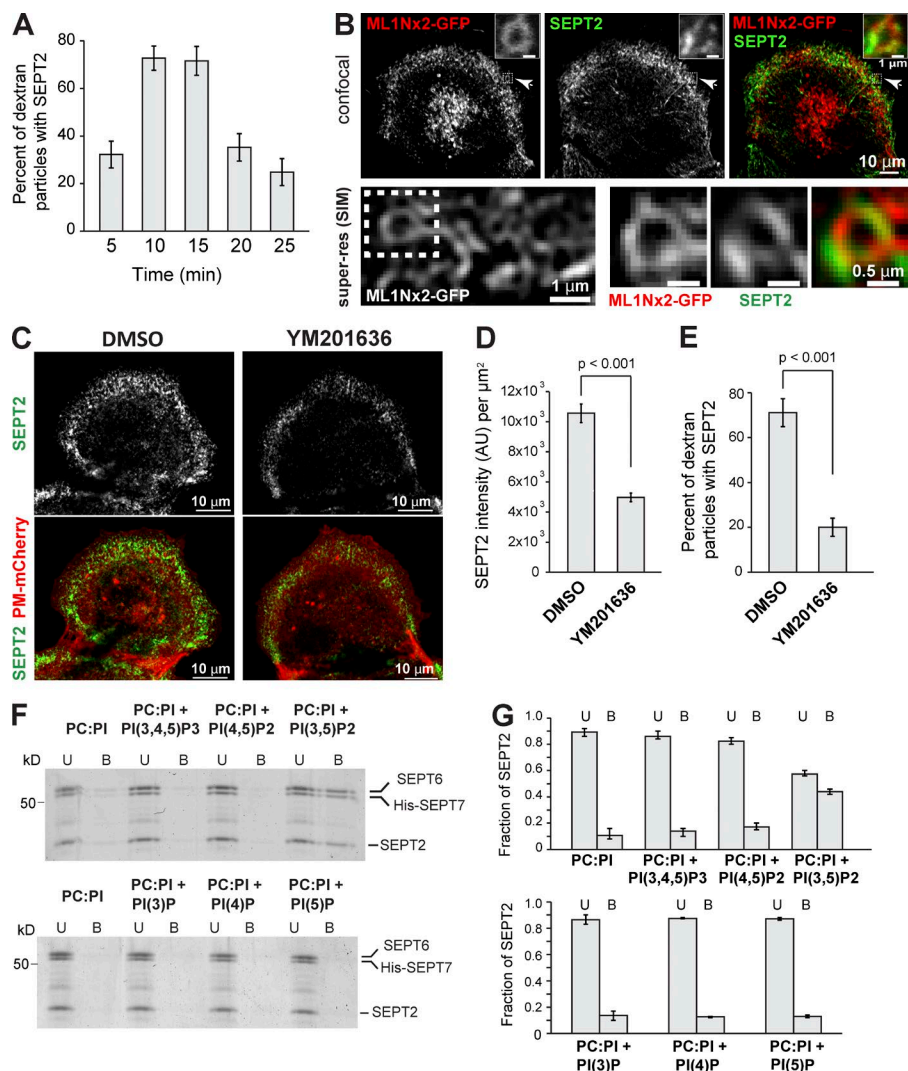 A
Percent of dextran
particles with SEPT2
80
60
40
20
0
5 10 15 20 25
Time (min)
B
confocal
ML1Nx2-GFP
SEPT2
ML1Nx2-GFP
SEPT2
1 µm
10 µm
super-res (SIM)
ML1Nx2-GFP
1 µm
0.5 µm
ML1Nx2-GFP
SEPT2
C
DMSO
YM201636
SEPT2
10 µm
10 µm
SEPT2 PM-mCherry
10 µm
10 µm
D
p < 0.001
SEPT2 intensity (AU) per µm²
12x10³
10x10³
8x10³
6x10³
4x10³
2x10³
0
DMSO
YM201636
E
p < 0.001
Percent of dextran
particles with SEPT2
80
60
40
20
0
DMSO
YM201636
F
PC:PI
PC:PI +
PI(3,4,5)P3
PC:PI +
PI(4,5)P2
PC:PI +
PI(3,5)P2
kD U B U B U B U B
50
SEPT6
His-SEPT7
SEPT2
PC:PI
PC:PI +
PI(3)P
PC:PI +
PI(4)P
PC:PI +
PI(5)P
kD U B U B U B U B
50
SEPT6
His-SEPT7
SEPT2
G
U B U B U B U B
Fraction of SEPT2
1.0
0.8
0.6
0.4
0.2
0
PC:PI
PC:PI +
PI(3,4,5)P3
PC:PI +
PI(4,5)P2
PC:PI +
PI(3,5)P2
U B U B U B
Fraction of SEPT2
1.0
0.8
0.6
0.4
0.2
0
PC:PI +
PI(3)P
PC:PI +
PI(4)P
PC:PI +
PI(5)P